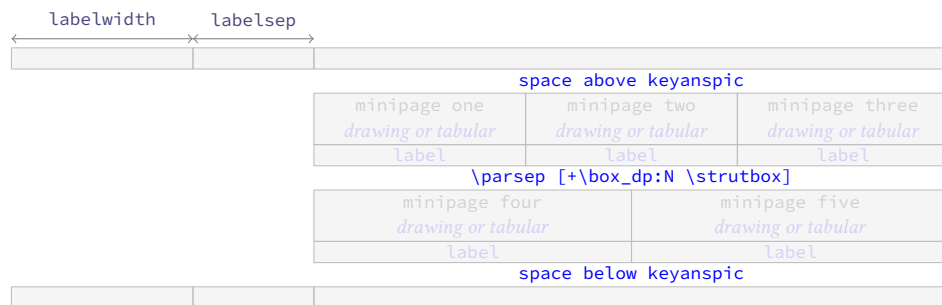 labelwidth labelsep
space above keyanspic
minipage one minipage two minipage three
drawing or tabular drawing or tabular drawing or tabular
label label label
\parsep [+\box_dp:N \strutbox]
minipage four minipage five
drawing or tabular drawing or tabular
label label
space below keyanspic